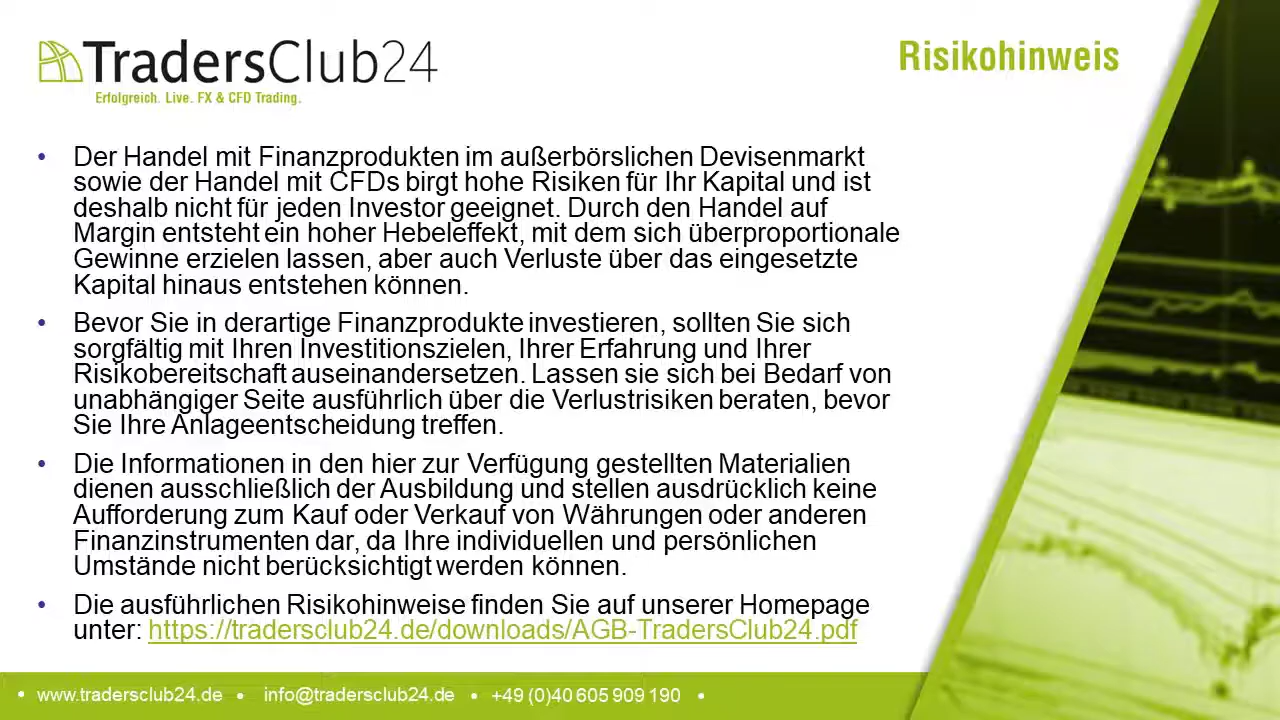 TradersClub24
Erfolgreich. Live. FX & CFD Trading.
Risikohinweis
• Der Handel mit Finanzprodukten im außerbörslichen Devisenmarkt
sowie der Handel mit CFDs birgt hohe Risiken für Ihr Kapital und ist
deshalb nicht für jeden Investor geeignet. Durch den Handel auf
Margin entsteht ein hoher Hebeleffekt, mit dem sich überproportionale
Gewinne erzielen lassen, aber auch Verluste über das eingesetzte
Kapital hinaus entstehen können.
• Bevor Sie in derartige Finanzprodukte investieren, sollten Sie sich
sorgfältig mit Ihren Investitionszielen, Ihrer Erfahrung und Ihrer
Risikobereitschaft auseinandersetzen. Lassen sie sich bei Bedarf von
unabhängiger Seite ausführlich über die Verlustrisiken beraten, bevor
Sie Ihre Anlageentscheidung treffen.
• Die Informationen in den hier zur Verfügung gestellten Materialien
dienen ausschließlich der Ausbildung und stellen ausdrücklich keine
Aufforderung zum Kauf oder Verkauf von Währungen oder anderen
Finanzinstrumenten dar, da Ihre individuellen und persönlichen
Umstände nicht berücksichtigt werden können.
• Die ausführlichen Risikohinweise finden Sie auf unserer Homepage
unter: https://tradersclub24.de/downloads/AGB-TradersClub24.pdf
• www.tradersclub24.de • info@tradersclub24.de • +49 (0)40 605 909 190 •